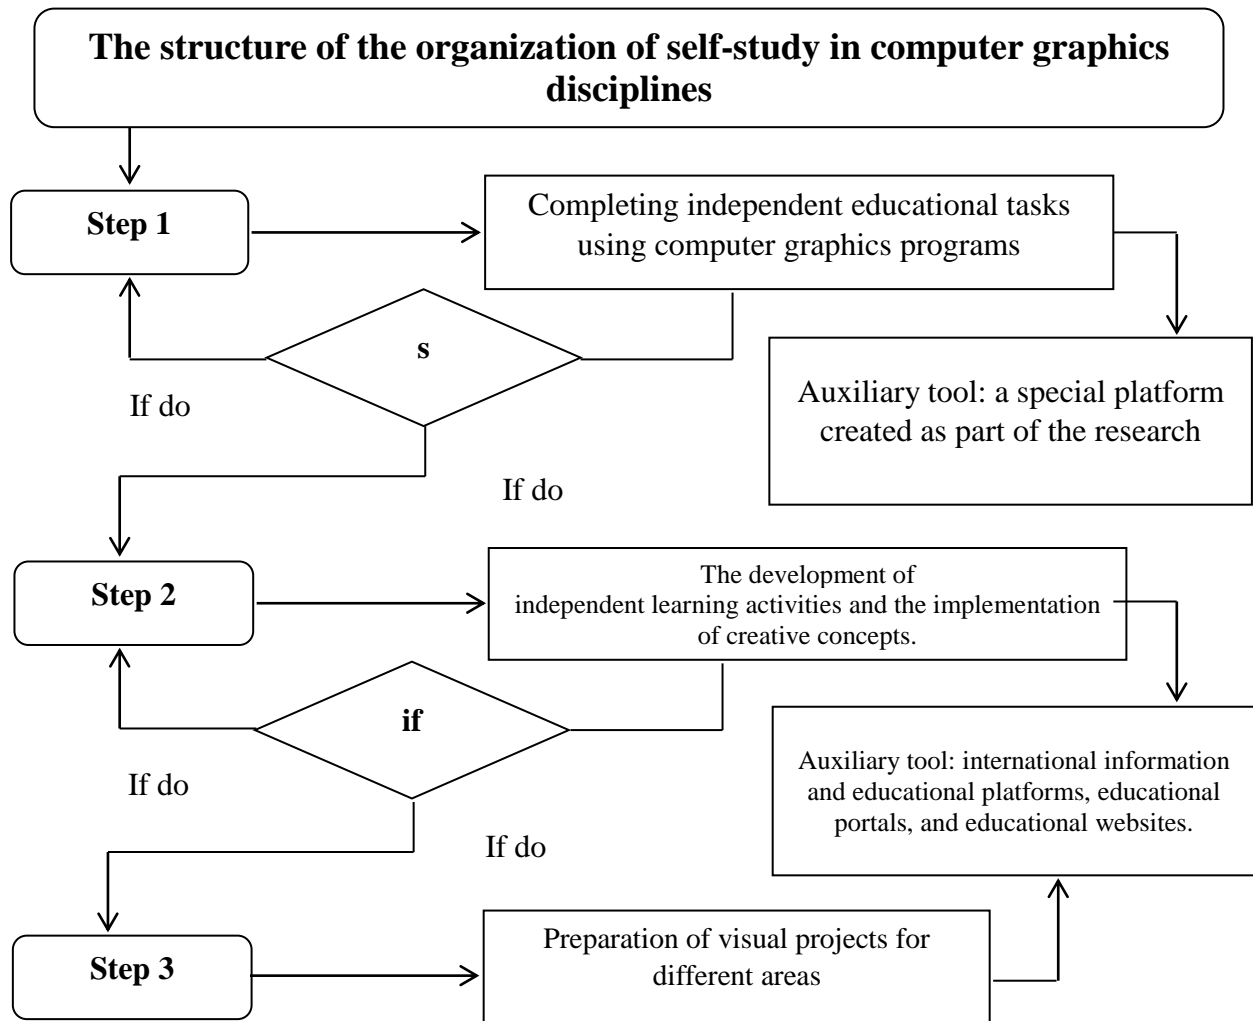 The structure of the organization of self-study in computer graphics
disciplines
Step 1
Completing independent educational tasks
using computer graphics programs
s
If do
Auxiliary tool: a special platform
created as part of the research
If do
Step 2
The development of
independent learning activities and the implementation
of creative concepts.
if
If do
Auxiliary tool: international information
and educational platforms, educational
portals, and educational websites.
If do
Step 3
Preparation of visual projects for
different areas